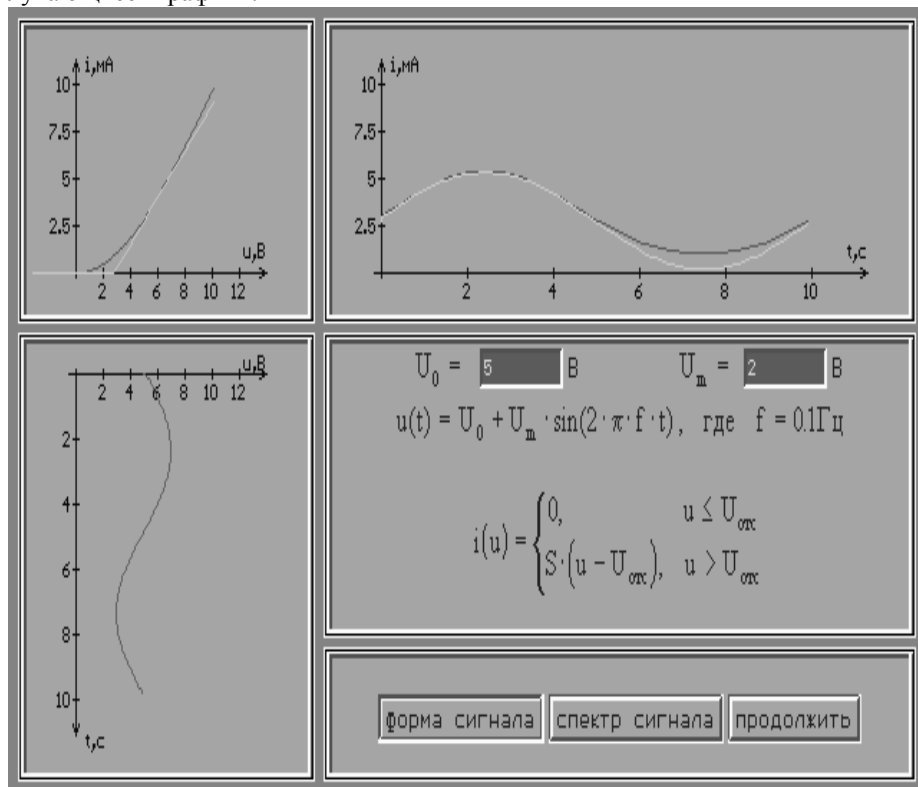 i,мА
10
7.5
5
2.5
u,В
2 4 6 8 10 12
i,мА
10
7.5
5
2.5
t,с
2 4 6 8 10
u,В
2 4 6 8 10 12
2
4
6
8
10
t,с
U₀ = 5 В Uₘ = 2 В
u(t) = U₀ + Uₘ · sin(2 · π · f · t), где f = 0.1Гц
i(u) = { 0, u ≤ Uотс
S · (u − Uотс), u > Uотс
форма сигнала спектр сигнала продолжить